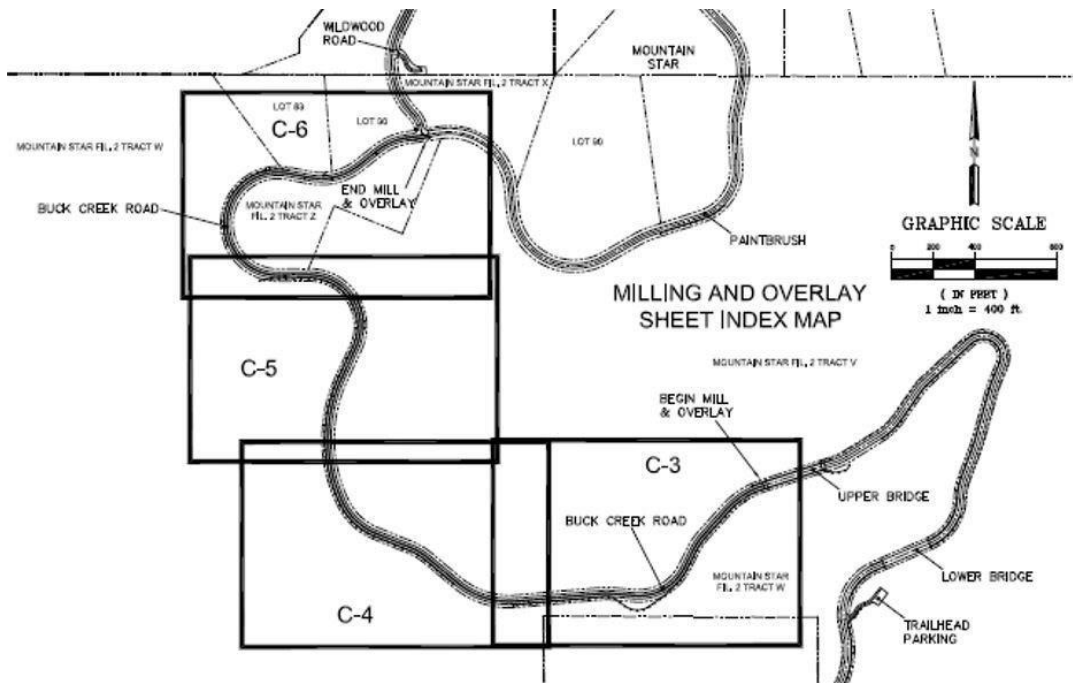 WILDWOOD
ROAD
MOUNTAIN
STAR
MOUNTAIN STAR FIL. 2 TRACT X
LOT 83
C-6
LOT 90
LOT 90
MOUNTAIN STAR FIL. 2 TRACT W
END MILL
& OVERLAY
BUCK CREEK ROAD
MOUNTAIN STAR
FIL. 2 TRACT Z
PAINTBRUSH
N
GRAPHIC SCALE
0 200 400 800
( IN FEET )
1 inch = 400 ft.
MILLING AND OVERLAY
SHEET INDEX MAP
C-5
MOUNTAIN STAR FIL. 2 TRACT V
BEGIN MILL
& OVERLAY
C-3
UPPER BRIDGE
BUCK CREEK ROAD
MOUNTAIN STAR
FIL. 2 TRACT W
LOWER BRIDGE
C-4
TRAILHEAD
PARKING